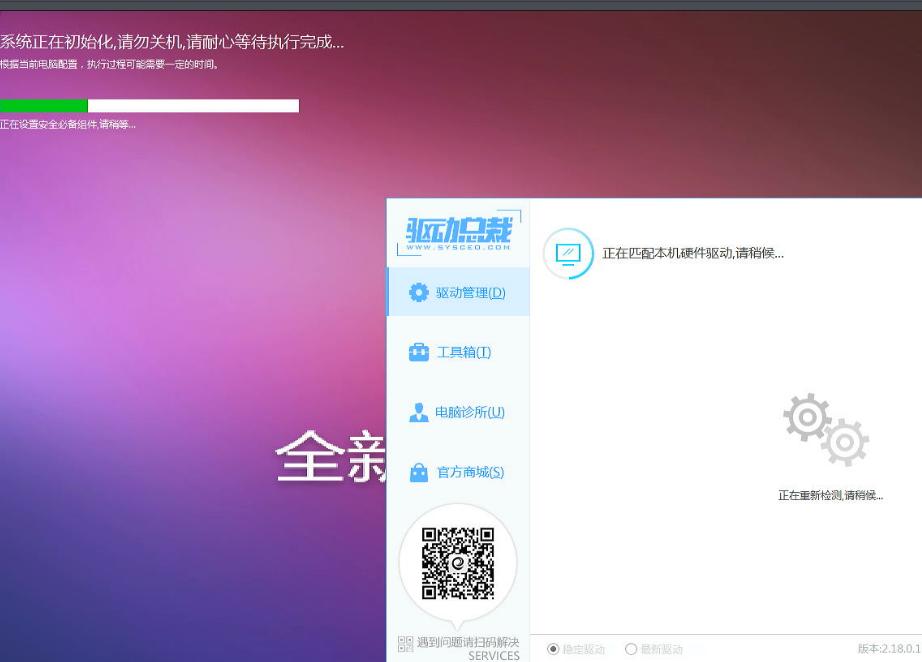 系统正在初始化,请勿关机,请耐心等待执行完成...
根据当前电脑配置，执行过程可能需要一定的时间。
正在设置安全必备组件,请稍等...
全新
驱动总裁
WWW.SYSCEO.COM
正在匹配本机硬件驱动,请稍候...
驱动管理(D)
工具箱(T)
电脑诊所(U)
官方商城(S)
正在重新检测,请稍候...
遇到问题请扫码解决
SERVICES
稳定驱动
最新驱动
版本:2.18.0.1